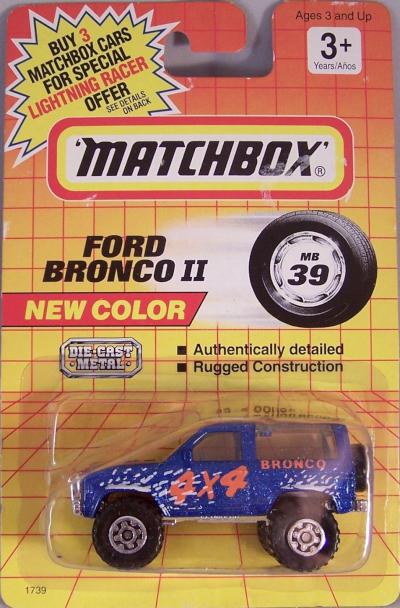 BUY 3
MATCHBOX CARS
FOR SPECIAL
LIGHTNING RACER
OFFER
SEE DETAILS
ON BACK
Ages 3 and Up
3+
Years/Años
'MATCHBOX'®
FORD
BRONCO II
MB
39
NEW COLOR
DIE-CAST
METAL
■ Authentically detailed
■ Rugged Construction
BRONCO
4X4
1739